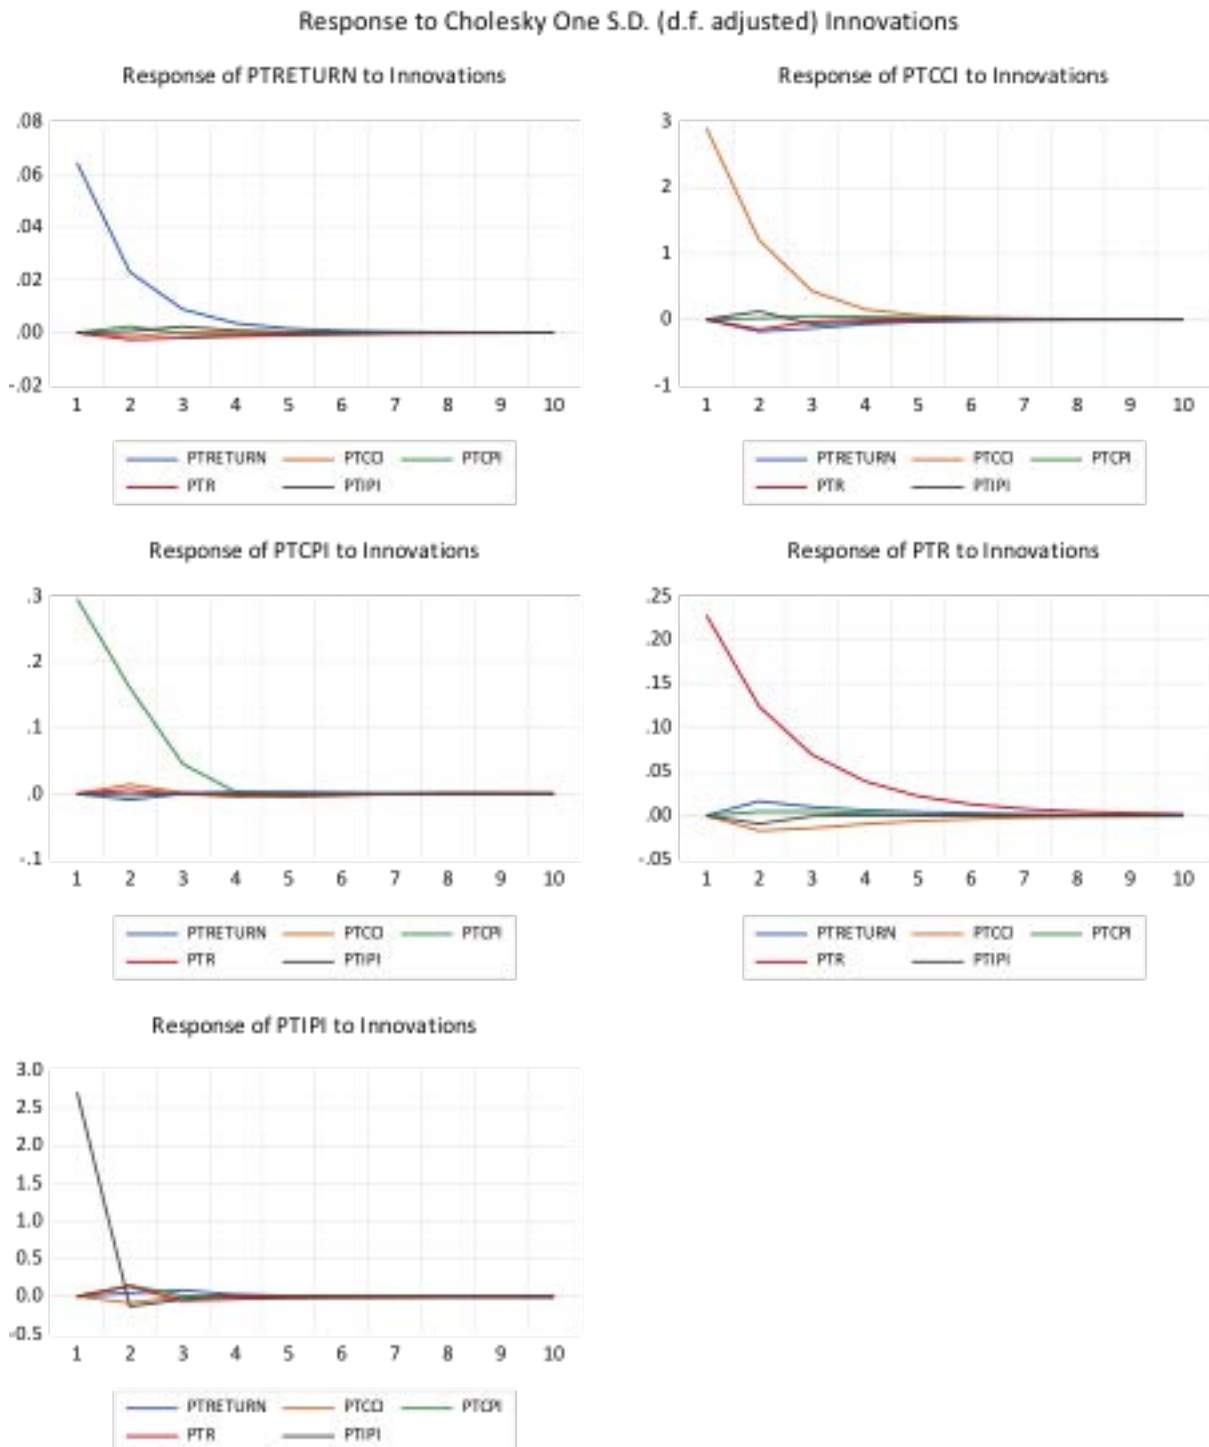 Response to Cholesky One S.D. (d.f. adjusted) Innovations
Response of PTRETURN to Innovations
.08
.06
.04
.02
.00
-.02
1 2 3 4 5 6 7 8 9 10
PTRETURN PTCCI PTCPI
PTR PTIPI
Response of PTCCI to Innovations
3
2
1
0
-1
1 2 3 4 5 6 7 8 9 10
PTRETURN PTCCI PTCPI
PTR PTIPI
Response of PTCPI to Innovations
.3
.2
.1
.0
-.1
1 2 3 4 5 6 7 8 9 10
PTRETURN PTCCI PTCPI
PTR PTIPI
Response of PTR to Innovations
.25
.20
.15
.10
.05
.00
-.05
1 2 3 4 5 6 7 8 9 10
PTRETURN PTCCI PTCPI
PTR PTIPI
Response of PTIPI to Innovations
3.0
2.5
2.0
1.5
1.0
0.5
0.0
-0.5
1 2 3 4 5 6 7 8 9 10
PTRETURN PTCCI PTCPI
PTR PTIPI